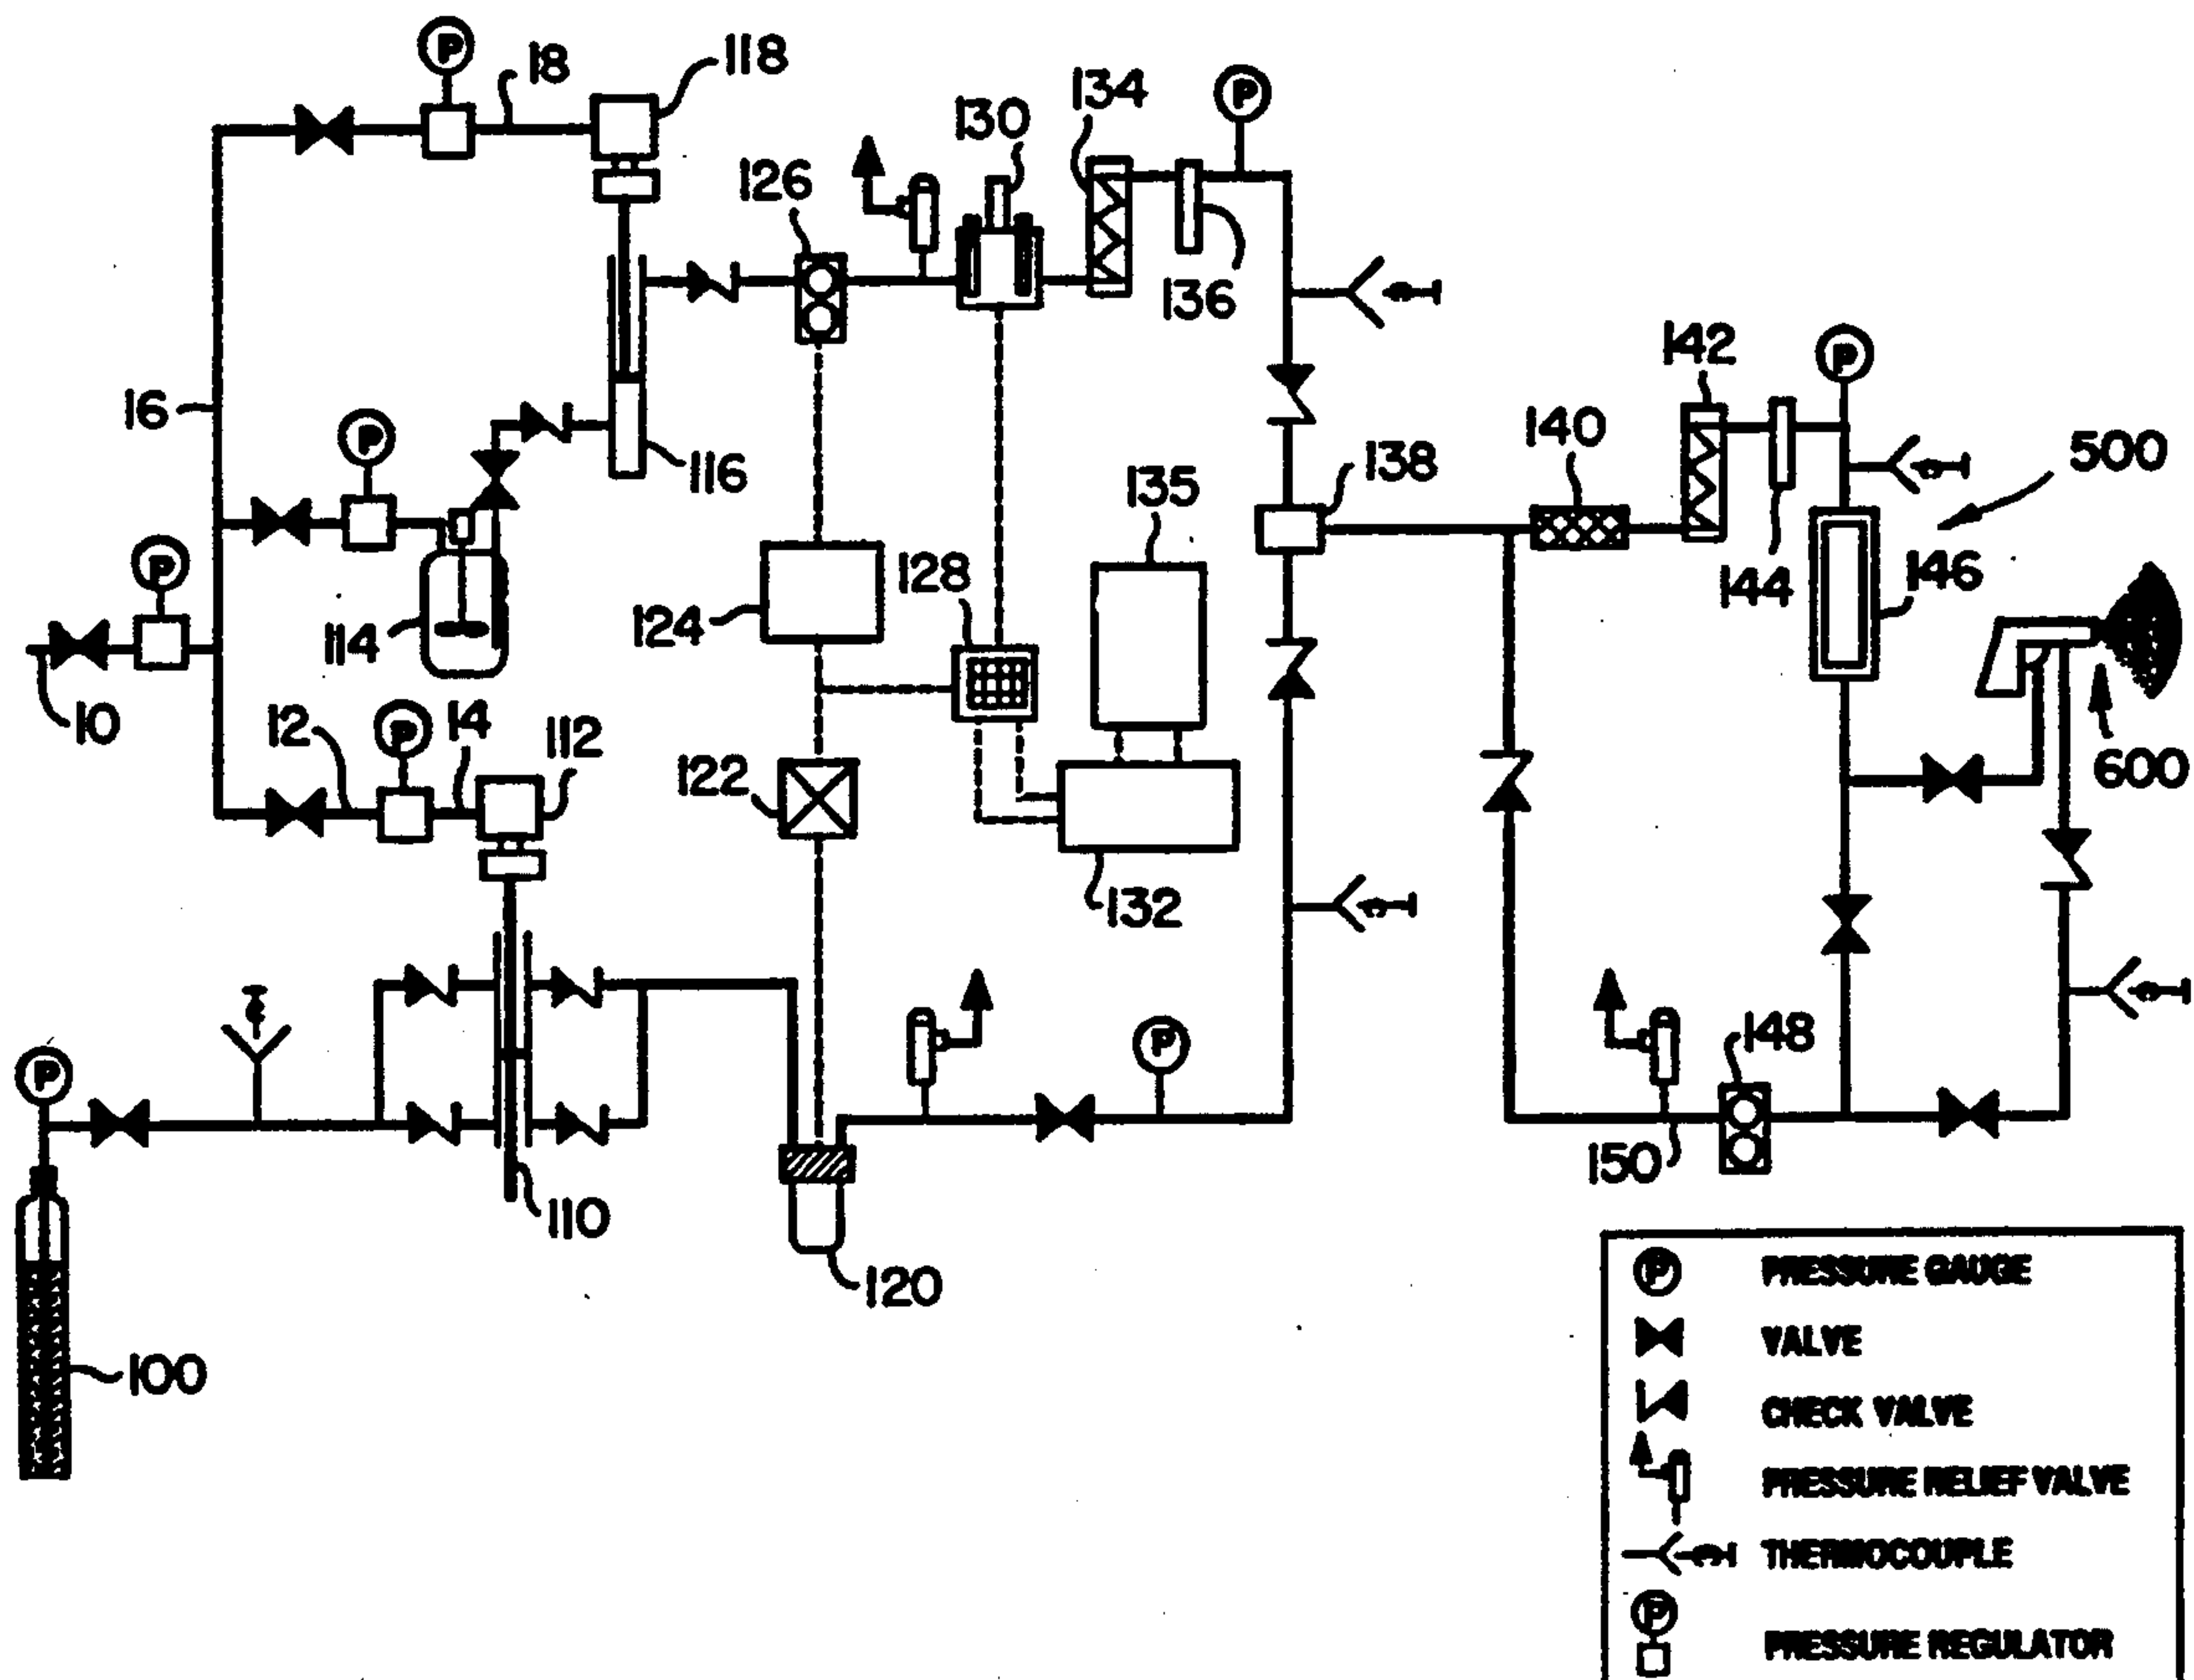 P
18
118
134
P
130
126
136
142
P
16
P
116
135
138
140
500
P
114
124
128
144
146
10
12
P
14
112
122
132
600
P
P
148
150
110
120
100
P PRESSURE GAUGE
VALVE
CHECK VALVE
PRESSURE RELIEF VALVE
THERMOCOUPLE
P PRESSURE REGULATOR